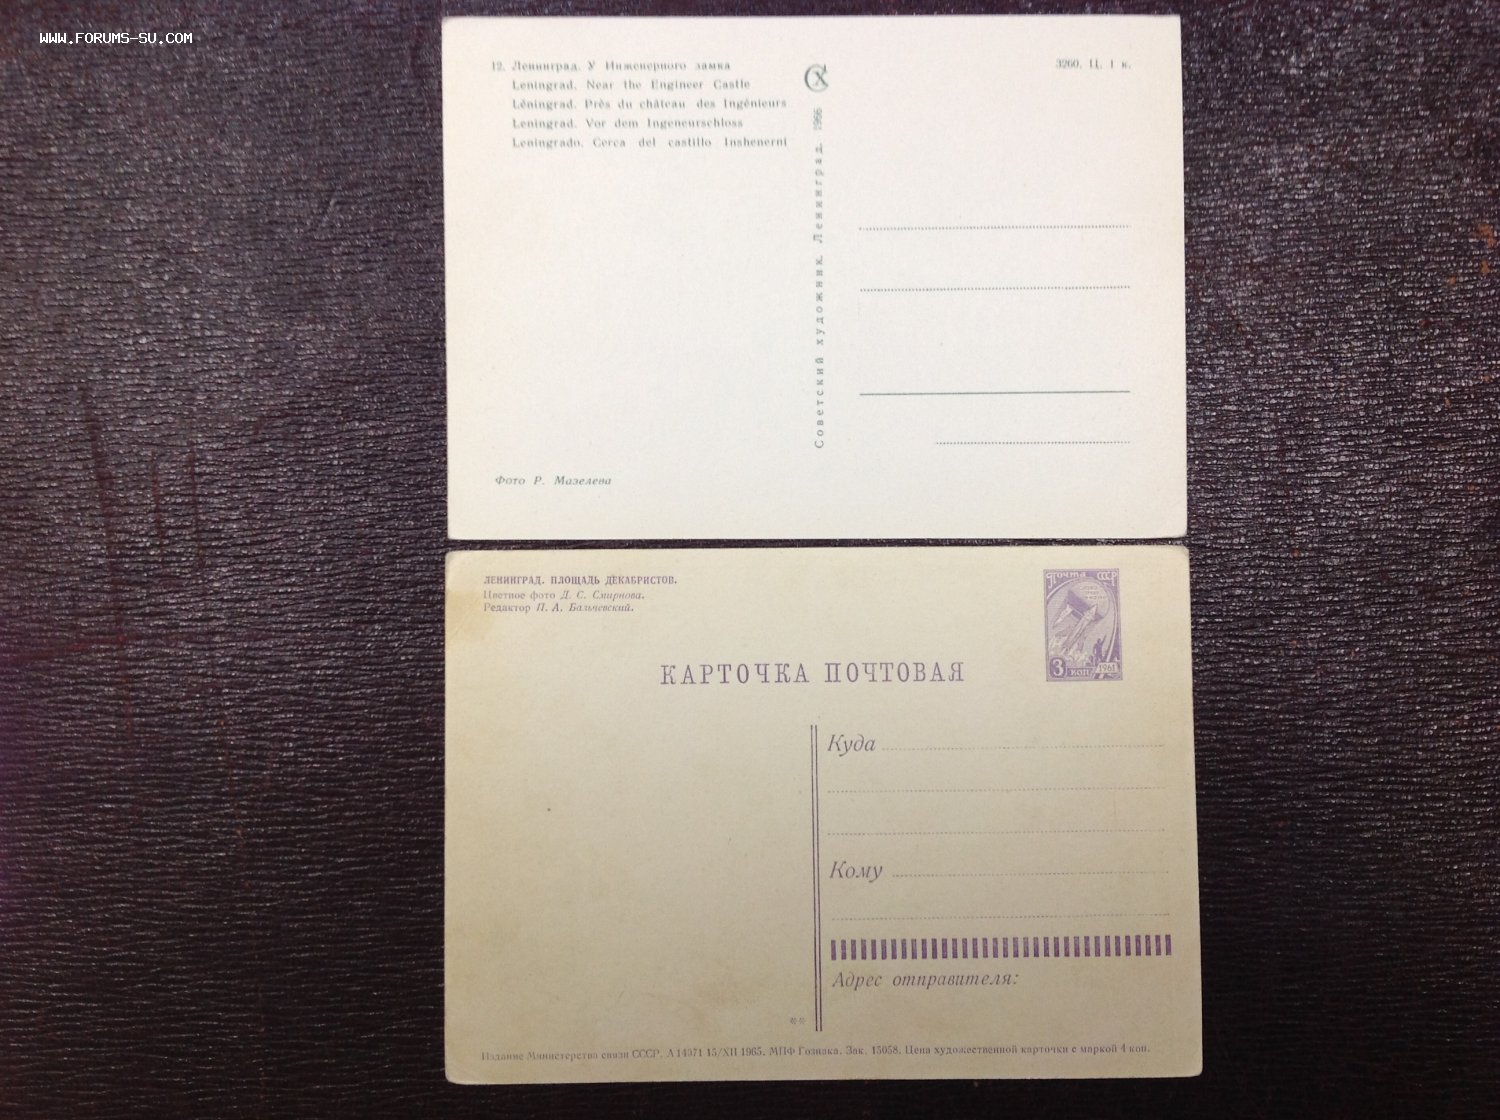 WWW.FORUMS-SU.COM
12. Ленинград. У Инженерного замка
Leningrad. Near the Engineer Castle
Léningrad. Près du château des Ingénieurs
Leningrad. Vor dem Ingeneurschloss
Leningrado. Cerca del castillo Inshenerni
3260. Ц. 1 к.
Советский художник. Ленинград. 1966
Фото Р. Мазелева
ЛЕНИНГРАД. ПЛОЩАДЬ ДЕКАБРИСТОВ.
Цветное фото Д. С. Смирнова.
Редактор П. А. Бальчевский.
ПОЧТА СССР
3 КОП
1961
КАРТОЧКА ПОЧТОВАЯ
Куда
Кому
Адрес отправителя:
Издание Министерства связи СССР. А 14971 15/XII 1965. МПФ Гознака. Зак. 15058. Цена художественной карточки с маркой 4 коп.